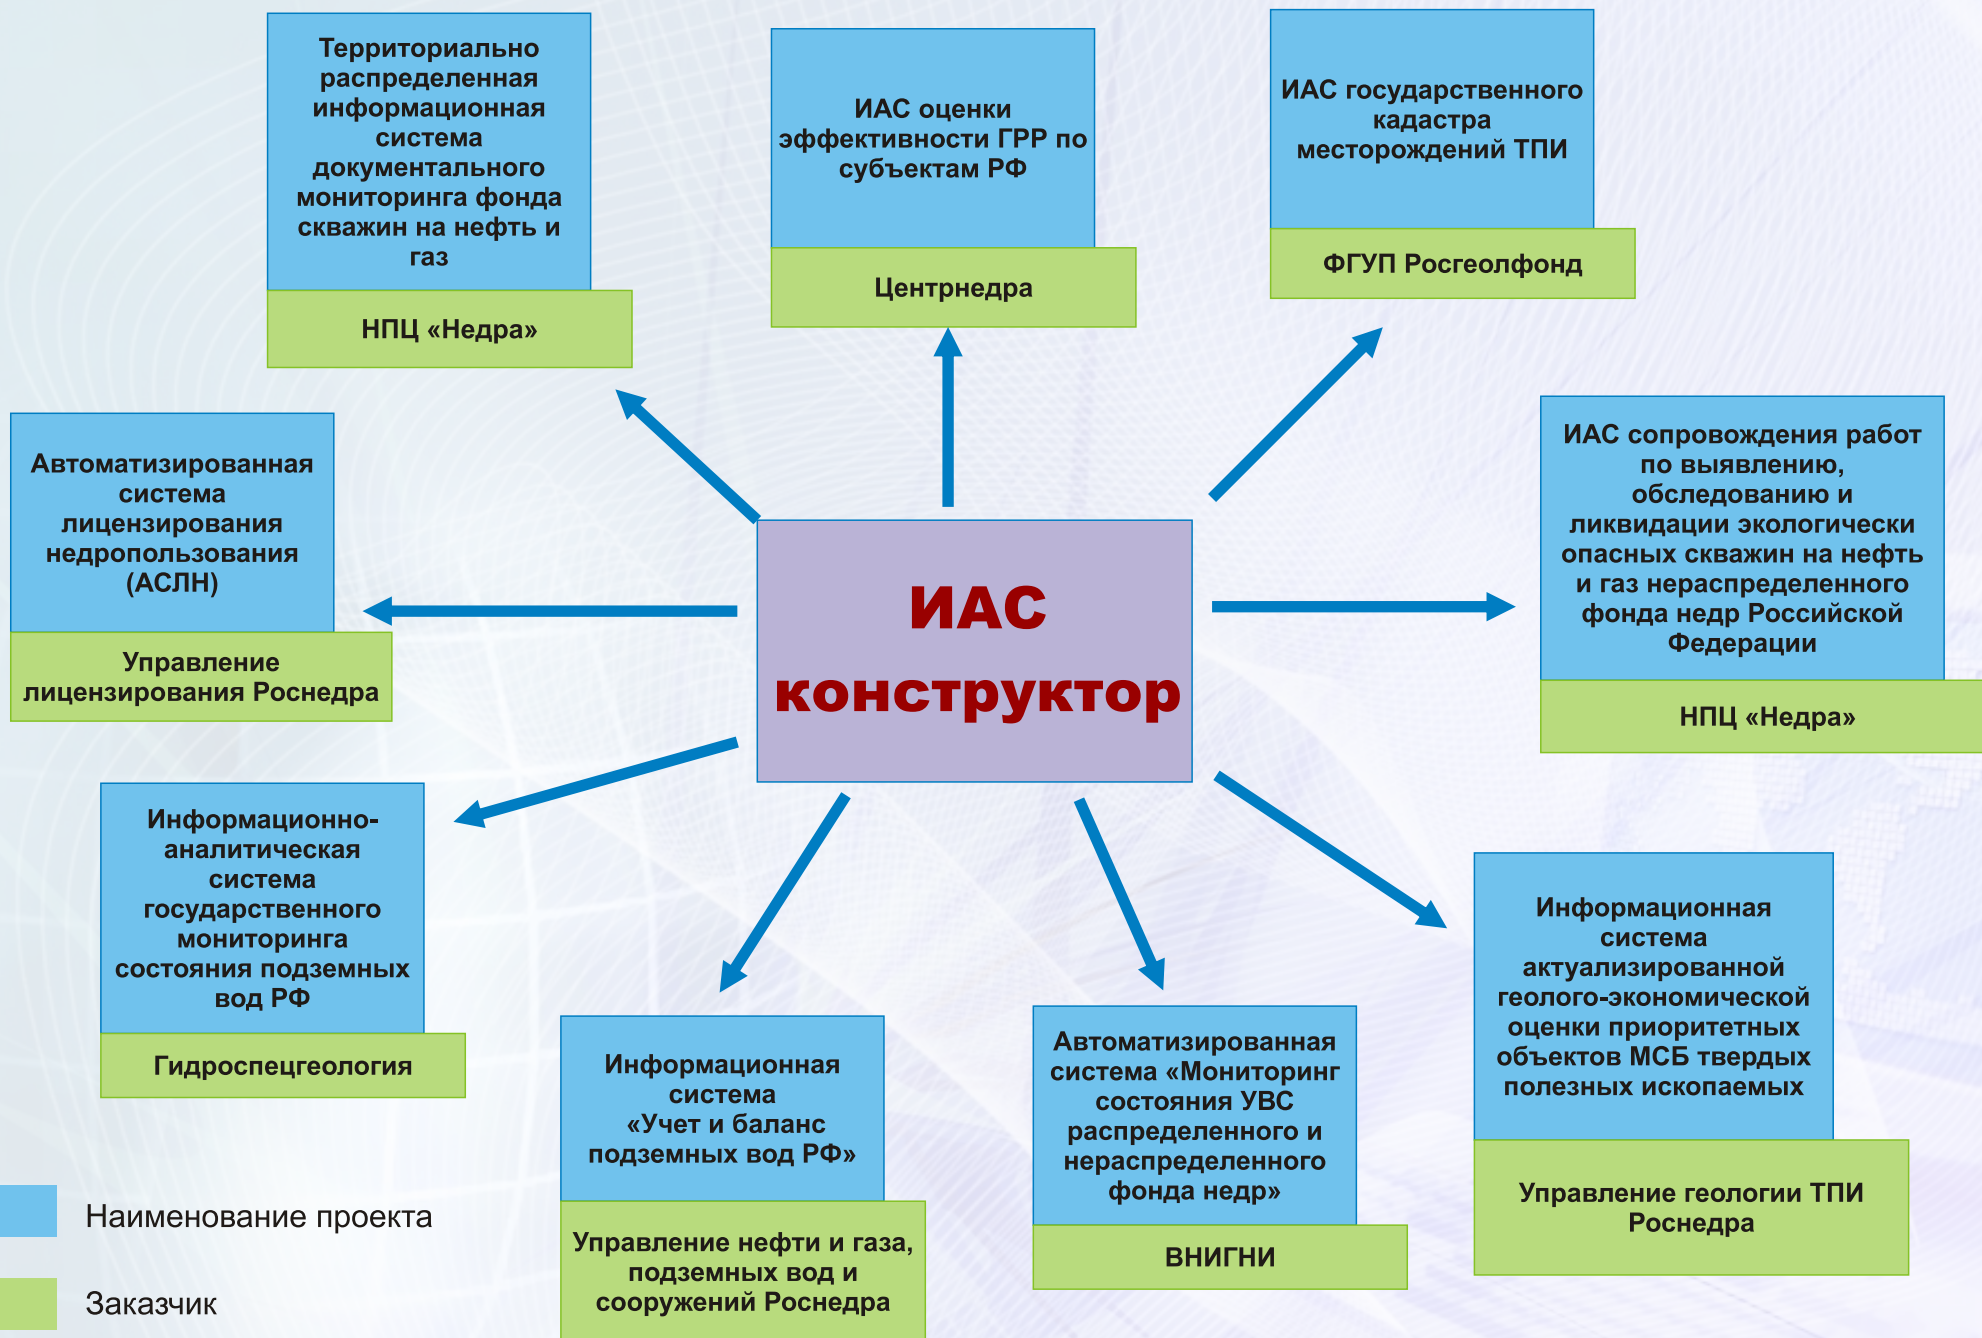 Территориально
распределенная
информационная
система
документального
мониторинга фонда
скважин на нефть и
газ
НПЦ «Недра»
ИАС оценки
эффективности ГРР по
субъектам РФ
Центрнедра
ИАС государственного
кадастра
месторождений ТПИ
ФГУП Росгеолфонд
Автоматизированная
система
лицензирования
недропользования
(АСЛН)
Управление
лицензирования Роснедра
ИАС
конструктор
ИАС сопровождения работ
по выявлению,
обследованию и
ликвидации экологически
опасных скважин на нефть
и газ нераспределенного
фонда недр Российской
Федерации
НПЦ «Недра»
Информационно-
аналитическая
система
государственного
мониторинга
состояния подземных
вод РФ
Гидроспецгеология
Информационная
система
«Учет и баланс
подземных вод РФ»
Управление нефти и газа,
подземных вод и
сооружений Роснедра
Автоматизированная
система «Мониторинг
состояния УВС
распределенного и
нераспределенного
фонда недр»
ВНИГНИ
Информационная
система
актуализированной
геолого-экономической
оценки приоритетных
объектов МСБ твердых
полезных ископаемых
Управление геологии ТПИ
Роснедра
Наименование проекта
Заказчик